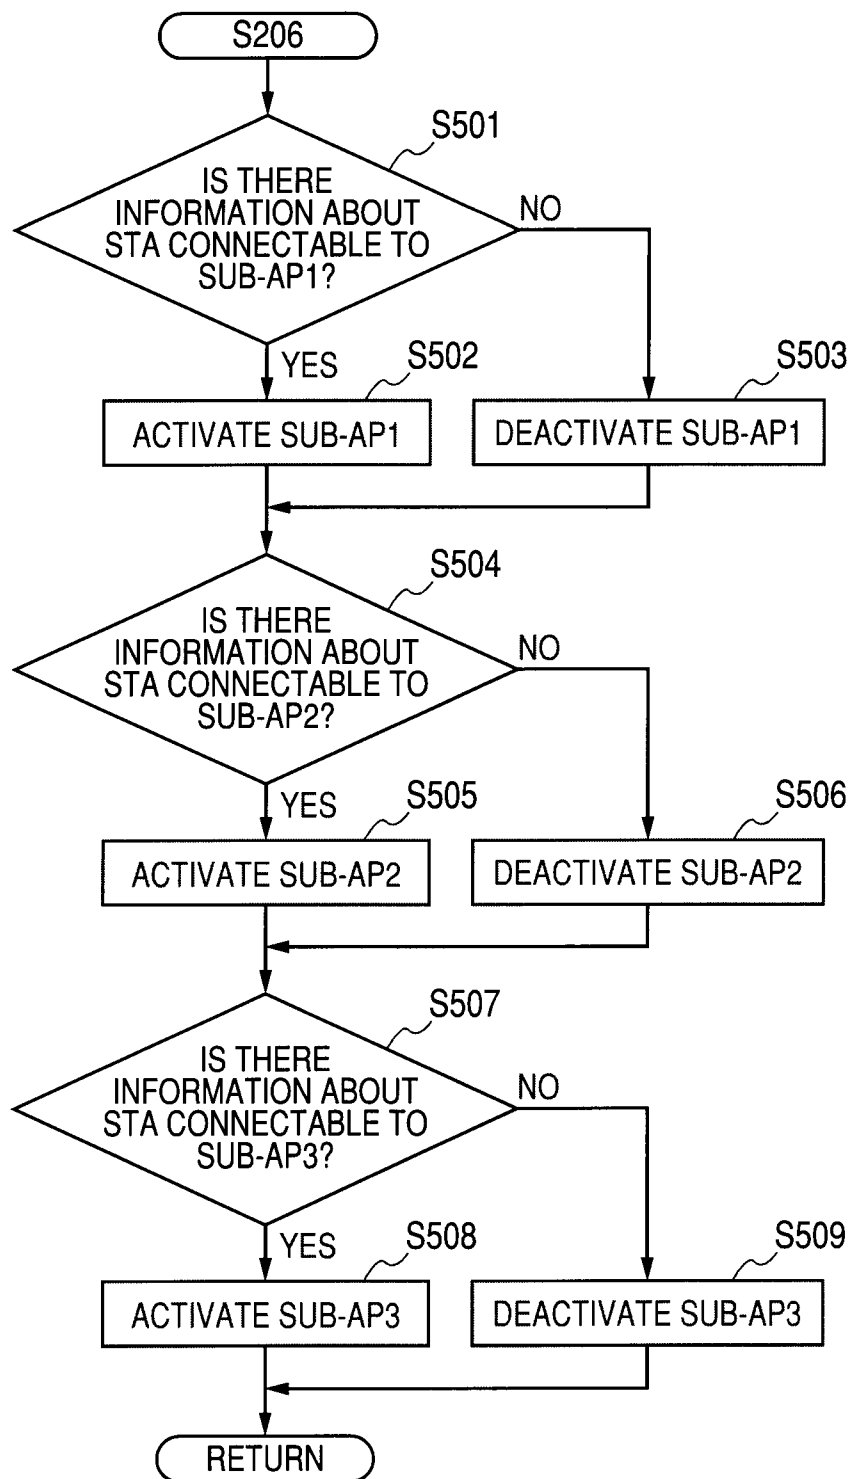 S206
S501
IS THERE
INFORMATION ABOUT
STA CONNECTABLE TO
SUB-AP1?
NO
YES
S502
S503
ACTIVATE SUB-AP1
DEACTIVATE SUB-AP1
S504
IS THERE
INFORMATION ABOUT
STA CONNECTABLE TO
SUB-AP2?
NO
YES
S505
S506
ACTIVATE SUB-AP2
DEACTIVATE SUB-AP2
S507
IS THERE
INFORMATION ABOUT
STA CONNECTABLE TO
SUB-AP3?
NO
YES
S508
S509
ACTIVATE SUB-AP3
DEACTIVATE SUB-AP3
RETURN